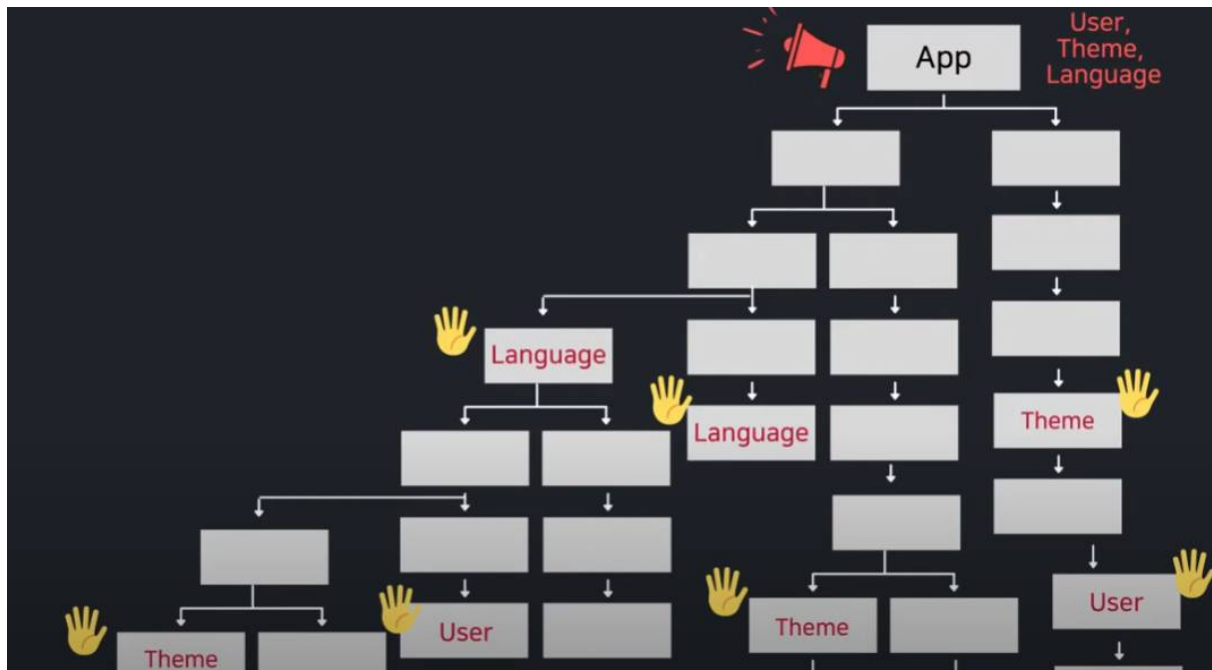 App
User,
Theme,
Language
Language
Language
Theme
Theme
User
Theme
User